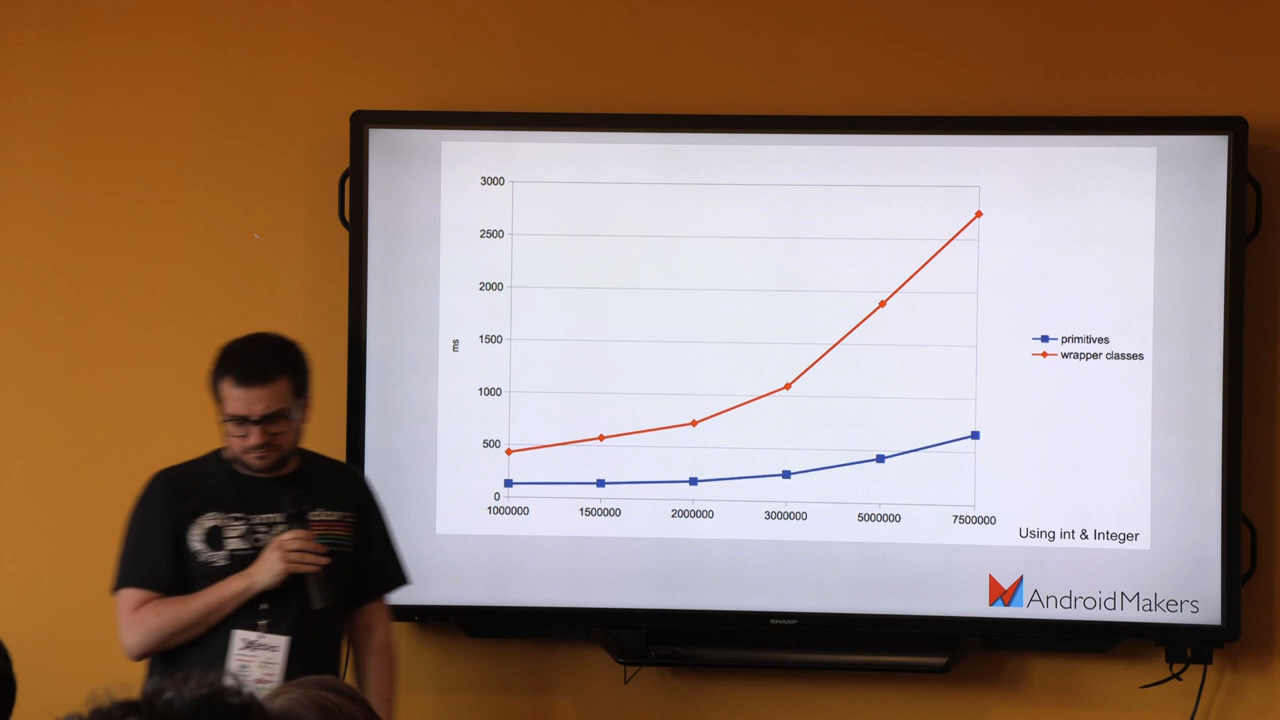 3000
2500
2000
1500
1000
500
0
ms
1000000
1500000
2000000
3000000
5000000
7500000
primitives
wrapper classes
Using int & Integer
AndroidMakers
SHARP